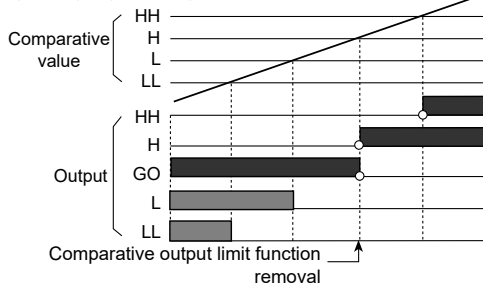 HH
H
L
LL
Comparative
value
HH
H
GO
L
LL
Output
Comparative output limit function
removal